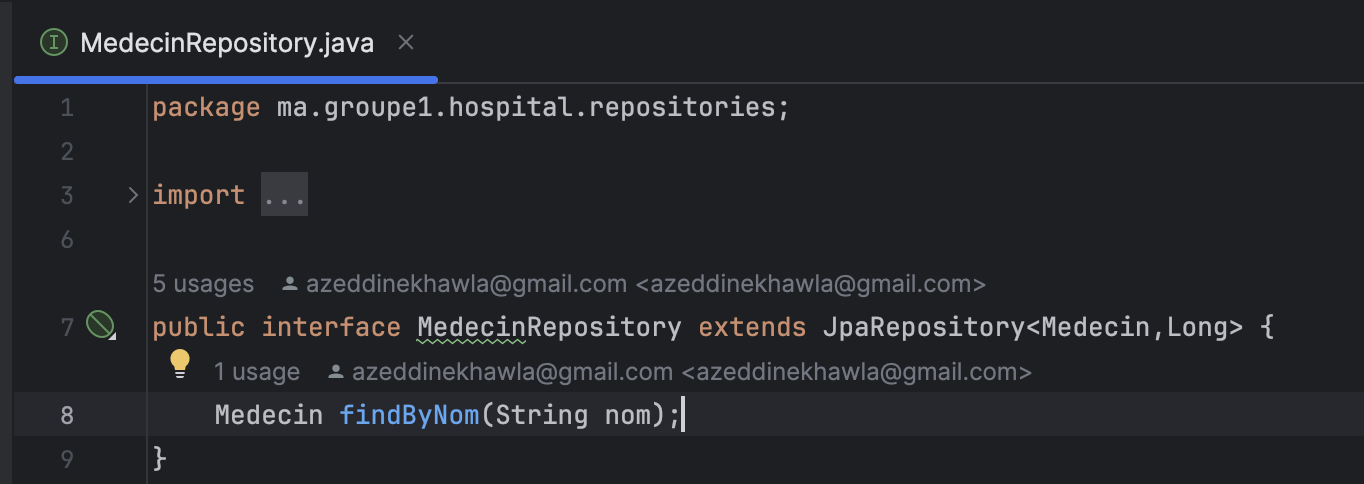 MedecinRepository.java
1 package ma.groupe1.hospital.repositories;
2
3 import ...
6
5 usages azeddinekhawla@gmail.com <azeddinekhawla@gmail.com>
7 public interface MedecinRepository extends JpaRepository<Medecin,Long> {
1 usage azeddinekhawla@gmail.com <azeddinekhawla@gmail.com>
8 Medecin findByNom(String nom);
9 }